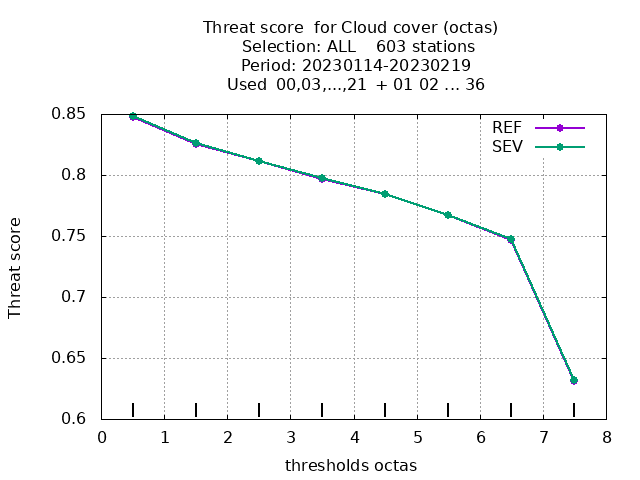 Threat score  for Cloud cover (octas)
Selection: ALL    603 stations
Period: 20230114-20230219
Used  00,03,...,21  + 01 02 ... 36
REF
SEV
0.85
0.8
0.75
0.7
0.65
0.6
0 1 2 3 4 5 6 7 8
Threat score
thresholds octas